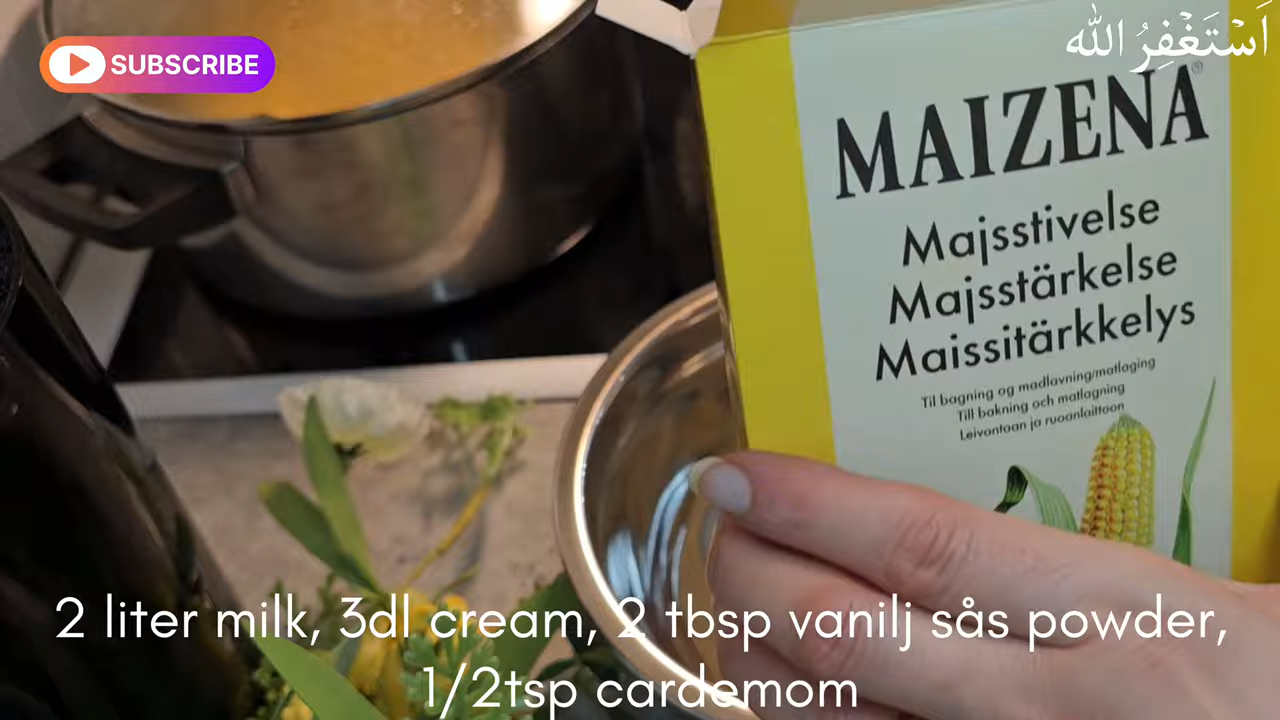 SUBSCRIBE
اَسْتَغْفِرُ اللّٰه
MAIZENA®
Majsstivelse
Majsstärkelse
Maissitärkkelys
Til bagning og madlavning/matlaging
Till bakning och matlagning
Leivontaan ja ruoanlaittoon
2 liter milk, 3dl cream, 2 tbsp vanilj sås powder,
1/2tsp cardemom